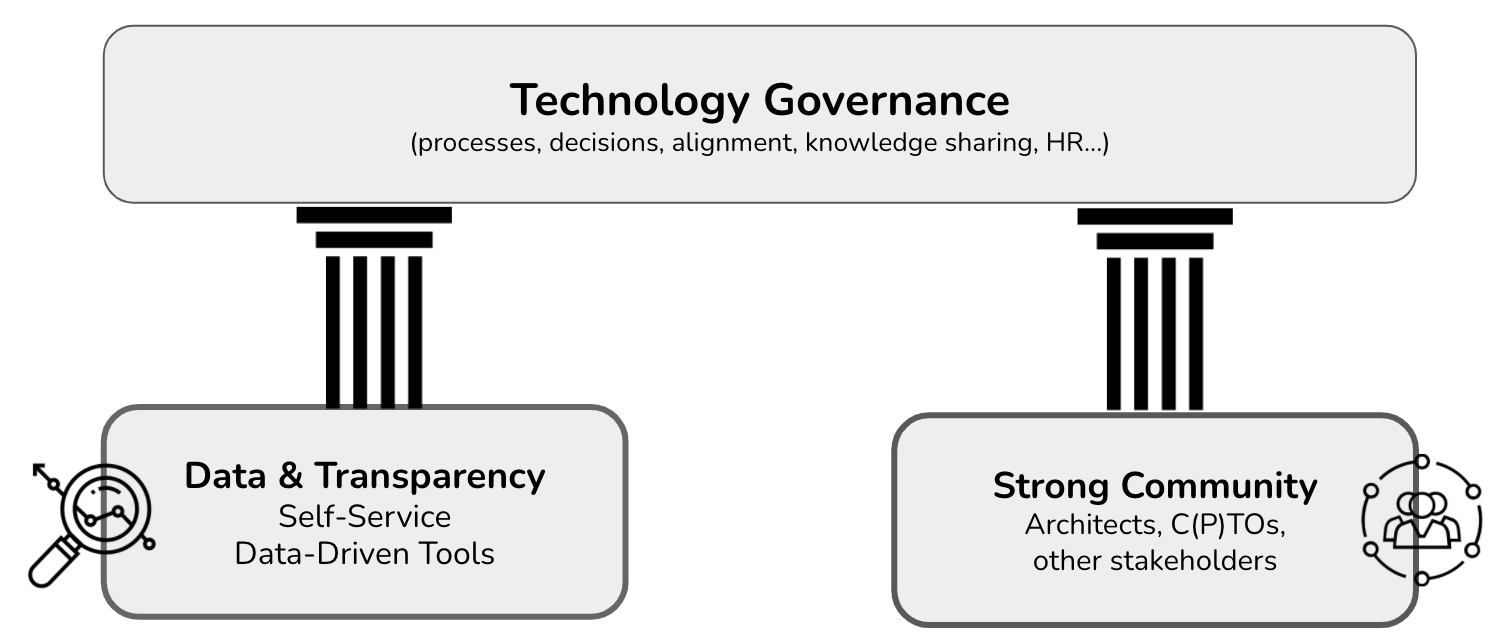 Technology Governance
(processes, decisions, alignment, knowledge sharing, HR...)
Data & Transparency
Self-Service
Data-Driven Tools
Strong Community
Architects, C(P)TOs,
other stakeholders